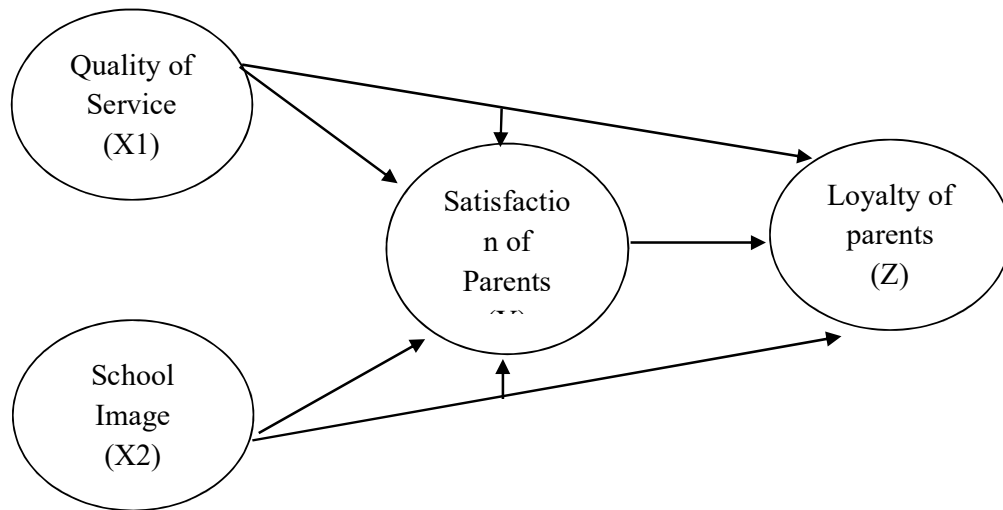 Quality of
Service
(X1)
Satisfactio
n of
Parents
Loyalty of
parents
(Z)
School
Image
(X2)